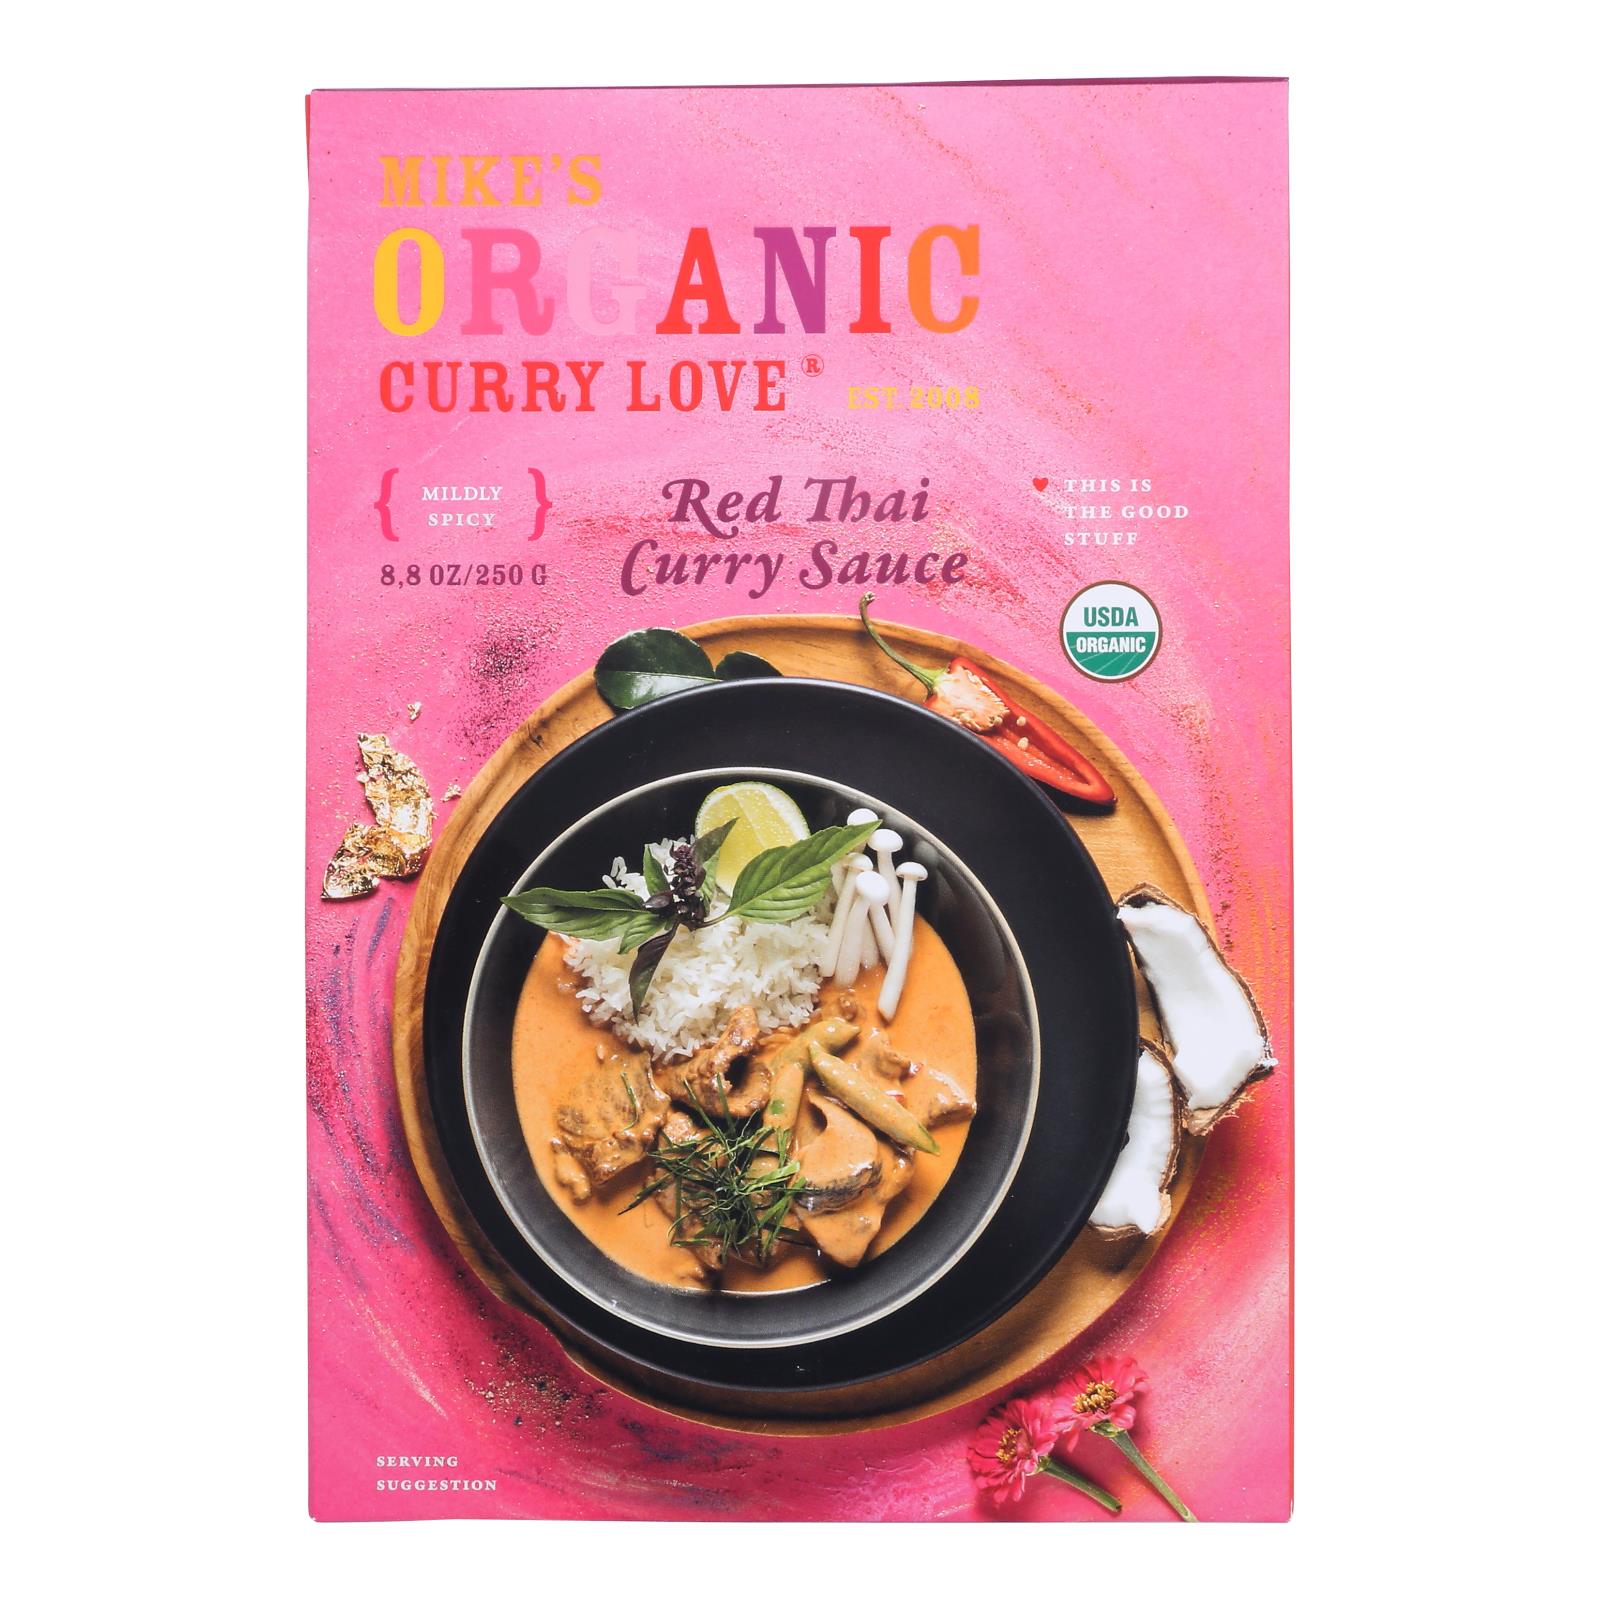 MIKE'S
ORGANIC
CURRY LOVE®
EST. 2008
{ MILDLY
SPICY }
8,8 OZ/250 G
Red Thai
Curry Sauce
♥ THIS IS
THE GOOD
STUFF
USDA
ORGANIC
SERVING
SUGGESTION